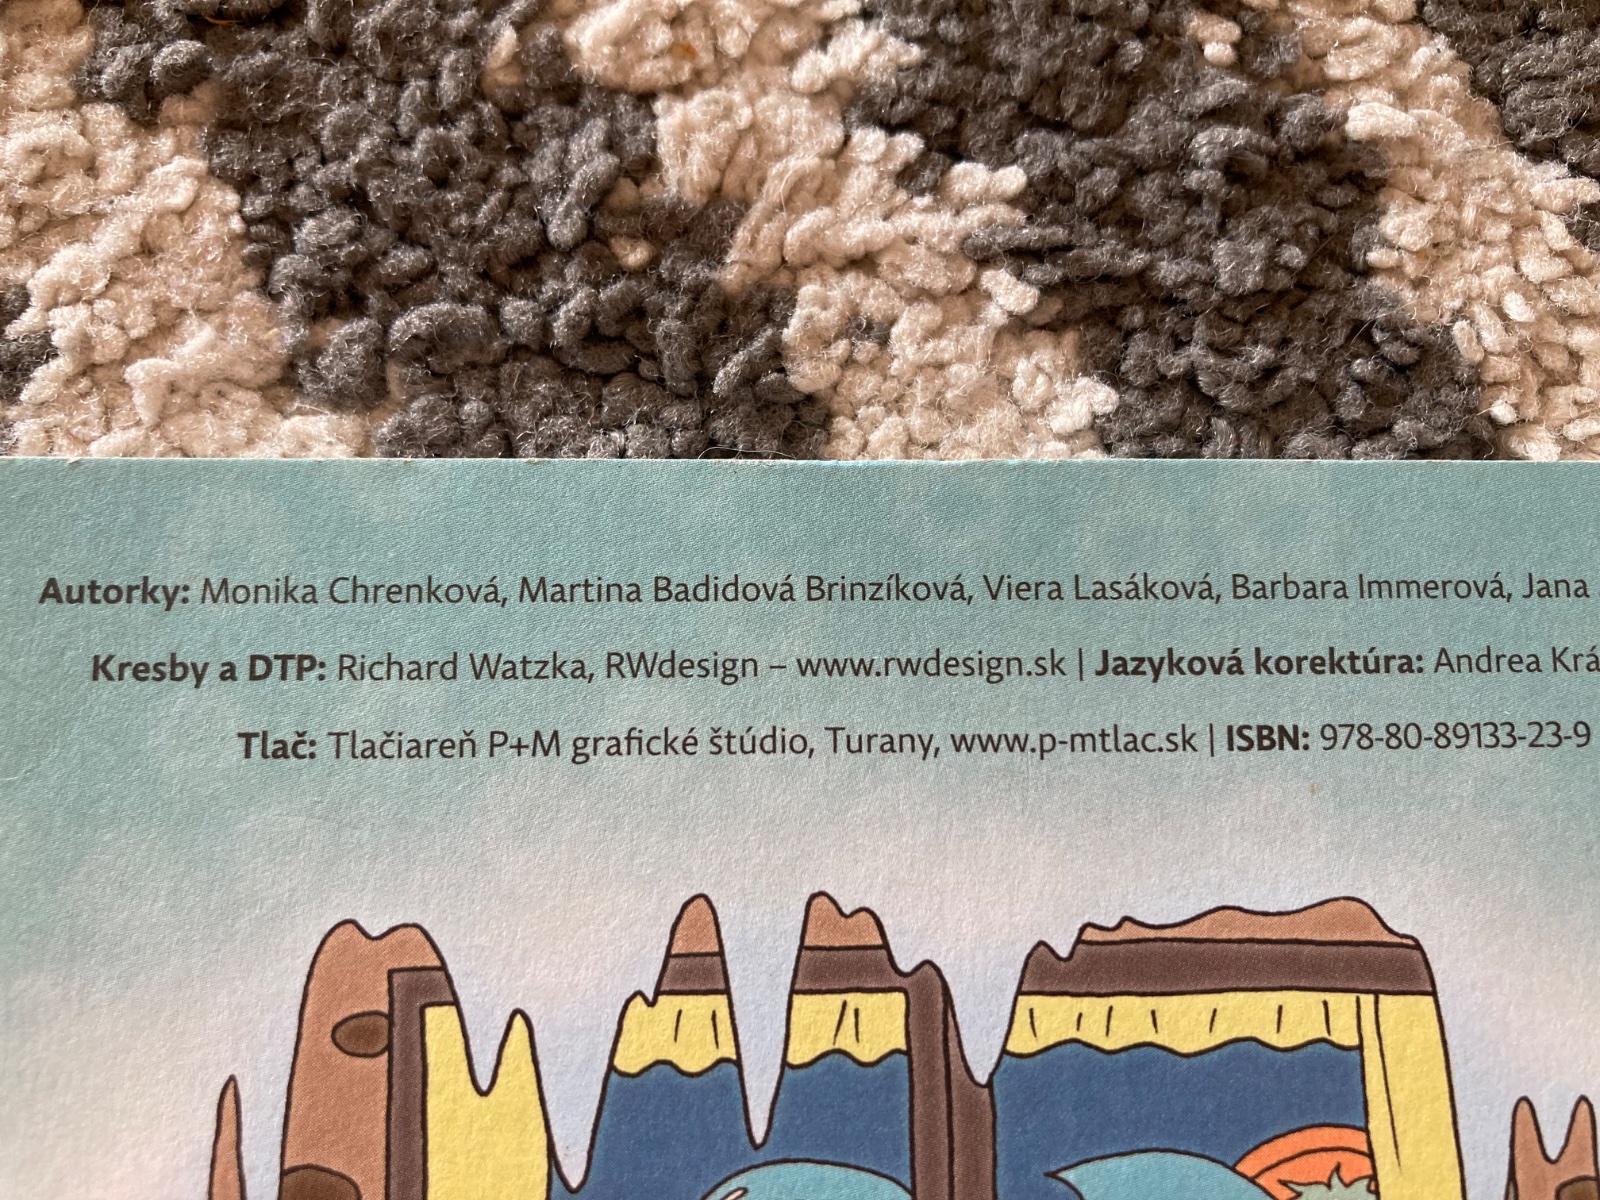 Autorky: Monika Chrenková, Martina Badidová Brinzíková, Viera Lasáková, Barbara Immerová, Jana
Kresby a DTP: Richard Watzka, RWdesign – www.rwdesign.sk | Jazyková korektúra: Andrea
Tlač: Tlačiareň P+M grafické štúdio, Turany, www.p-mtlac.sk | ISBN: 978-80-89133-23-9